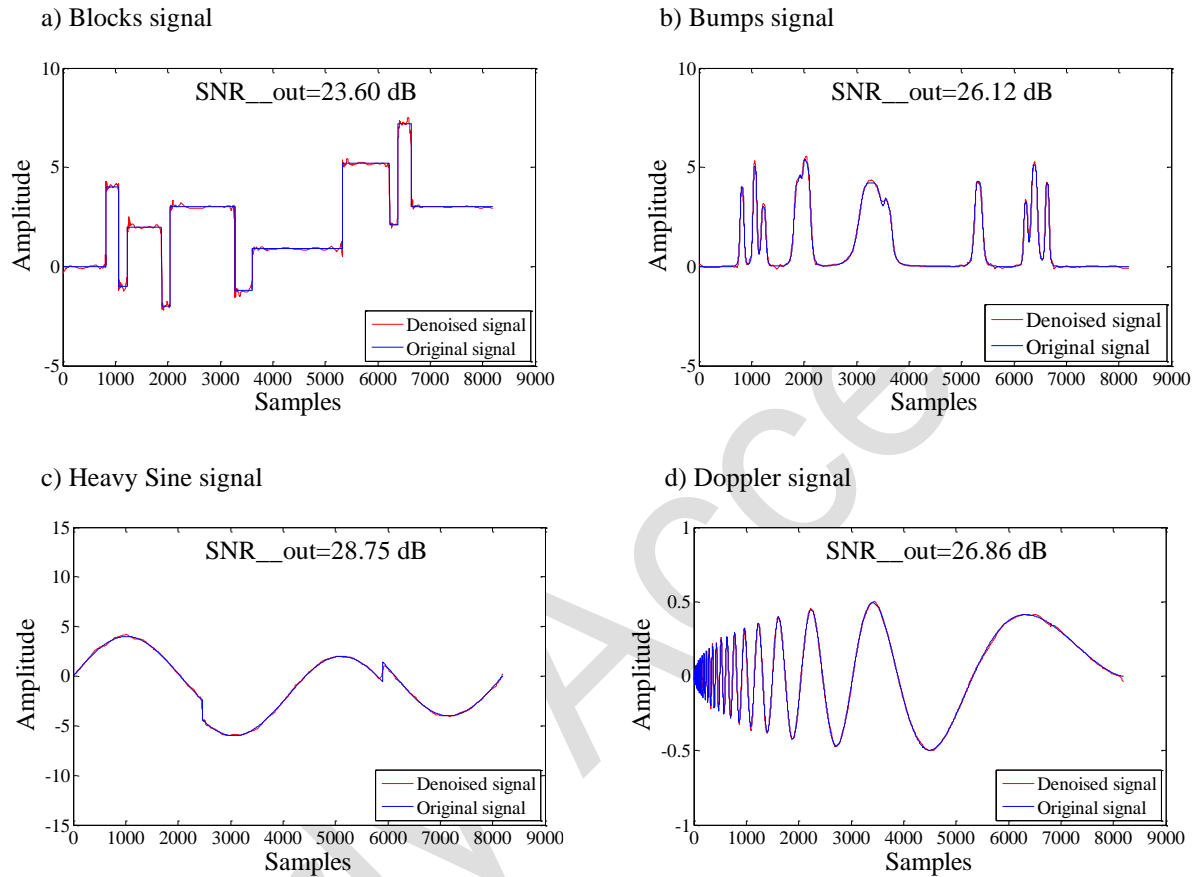 a) Blocks signal
SNR__out=23.60 dB
10
5
0
-5
Amplitude
0 1000 2000 3000 4000 5000 6000 7000 8000 9000
Samples
Denoised signal
Original signal
b) Bumps signal
SNR__out=26.12 dB
10
5
0
-5
Amplitude
0 1000 2000 3000 4000 5000 6000 7000 8000 9000
Samples
Denoised signal
Original signal
c) Heavy Sine signal
SNR__out=28.75 dB
15
10
5
0
-5
-10
-15
Amplitude
0 1000 2000 3000 4000 5000 6000 7000 8000 9000
Samples
Denoised signal
Original signal
d) Doppler signal
SNR__out=26.86 dB
1
0.5
0
-0.5
-1
Amplitude
0 1000 2000 3000 4000 5000 6000 7000 8000 9000
Samples
Denoised signal
Original signal